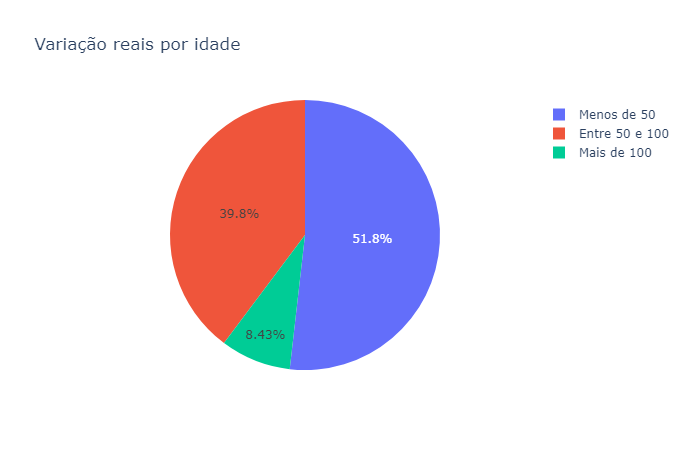 Variação reais por idade
Menos de 50
Entre 50 e 100
Mais de 100
39.8%
51.8%
8.43%